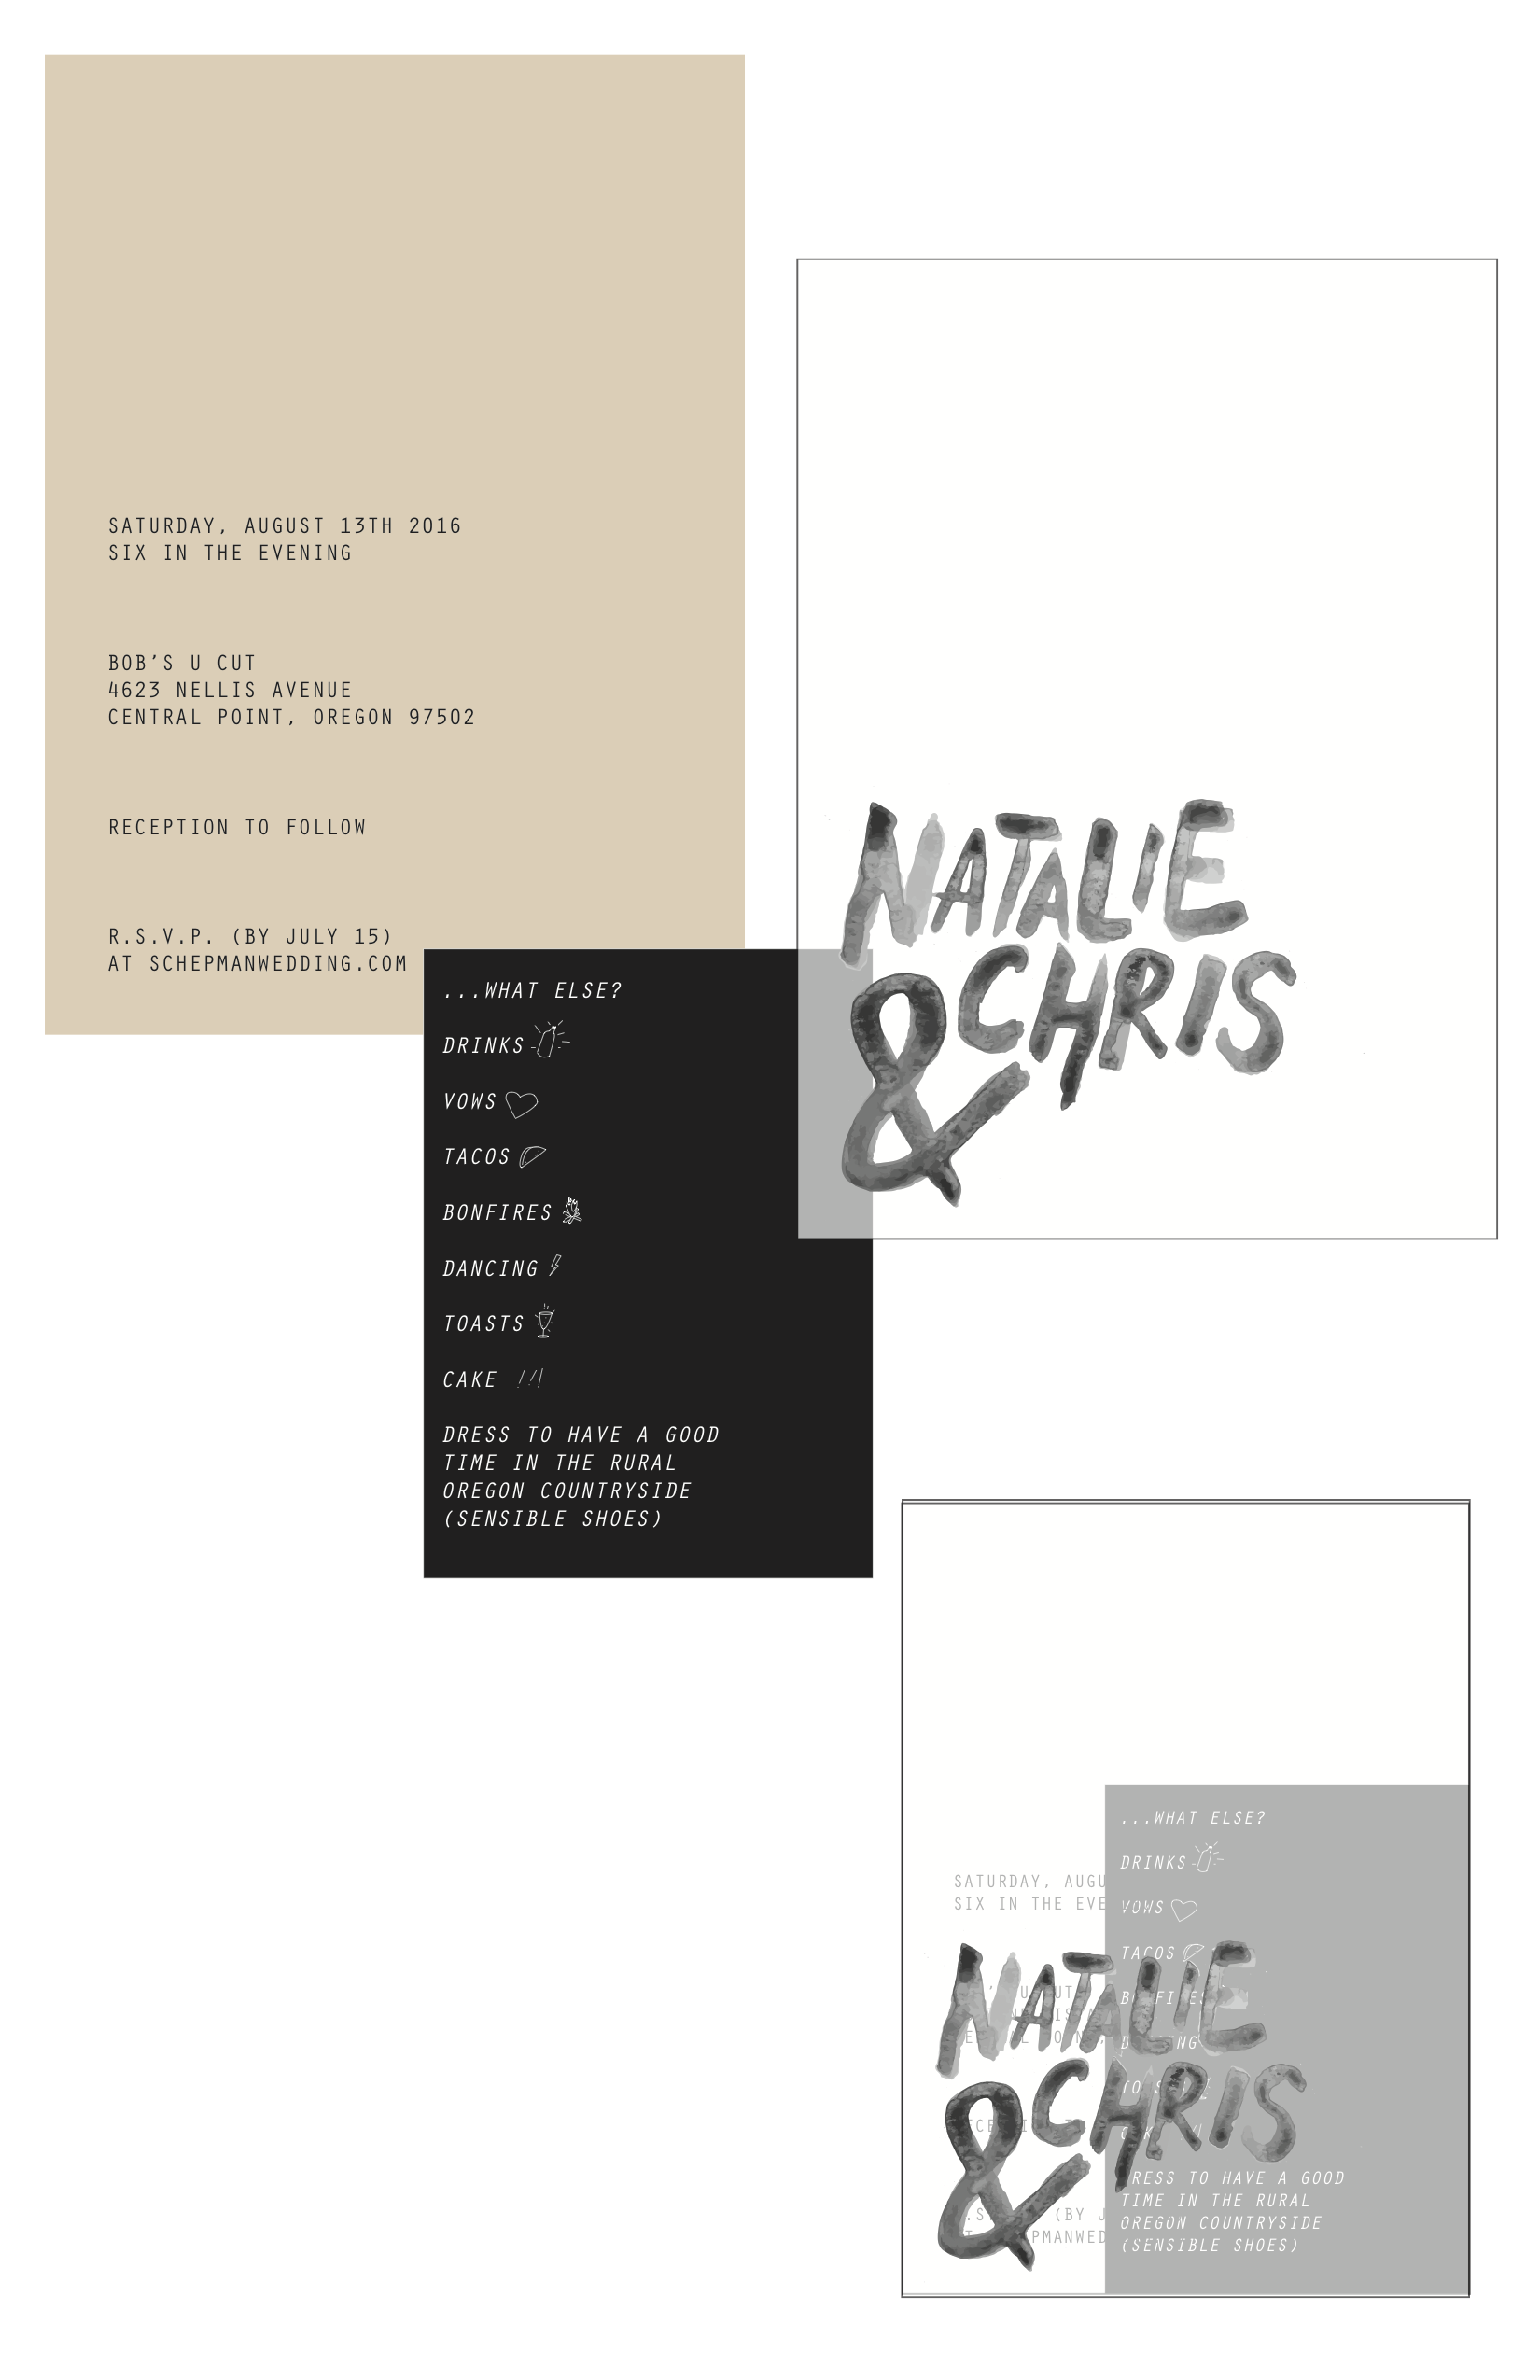 SATURDAY, AUGUST 13TH 2016
SIX IN THE EVENING
BOB'S U CUT
4623 NELLIS AVENUE
CENTRAL POINT, OREGON 97502
RECEPTION TO FOLLOW
R.S.V.P. (BY JULY 15)
AT SCHEPMANWEDDING.COM
NATALIE
& CHRIS
...WHAT ELSE?
DRINKS
VOWS
TACOS
BONFIRES
DANCING
TOASTS
CAKE !!!
DRESS TO HAVE A GOOD
TIME IN THE RURAL
OREGON COUNTRYSIDE
(SENSIBLE SHOES)
...WHAT ELSE?
DRINKS
SATURDAY, AUGU
SIX IN THE EVE
VOWS
TACOS
NATALIE
& CHRIS
(BY J
PMANWED
DRESS TO HAVE A GOOD
TIME IN THE RURAL
OREGON COUNTRYSIDE
(SENSIBLE SHOES)